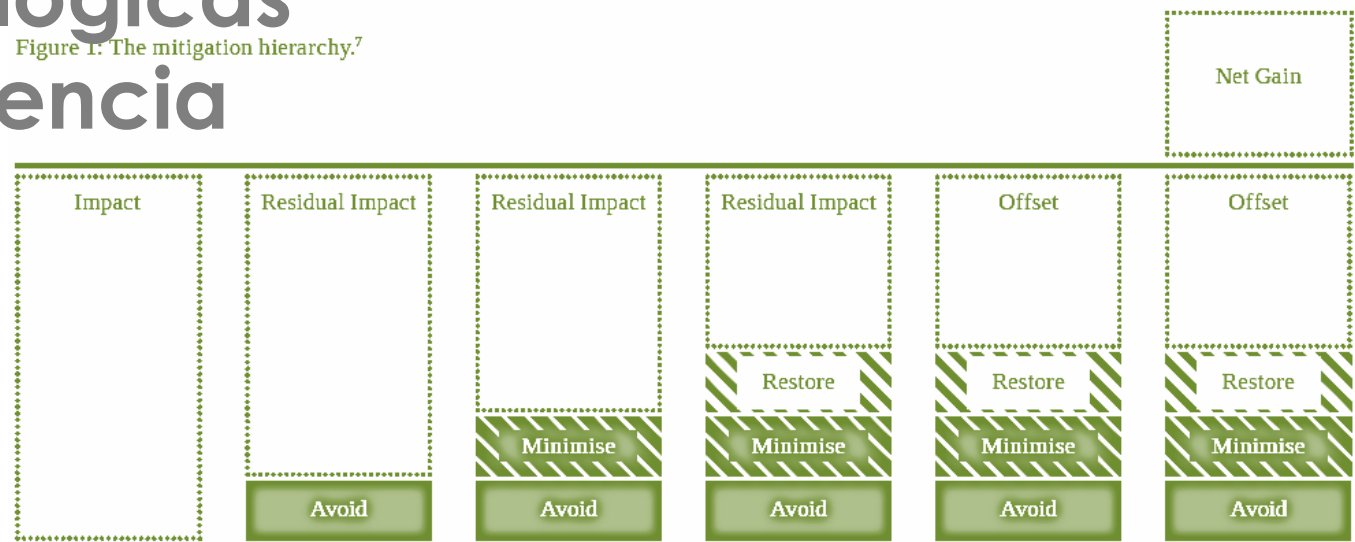 logicas
Figure 1: The mitigation hierarchy.7
encia
Net Gain
Impact
Residual Impact
Residual Impact
Residual Impact
Offset
Offset
Restore
Restore
Restore
Minimise
Minimise
Minimise
Minimise
Avoid
Avoid
Avoid
Avoid
Avoid